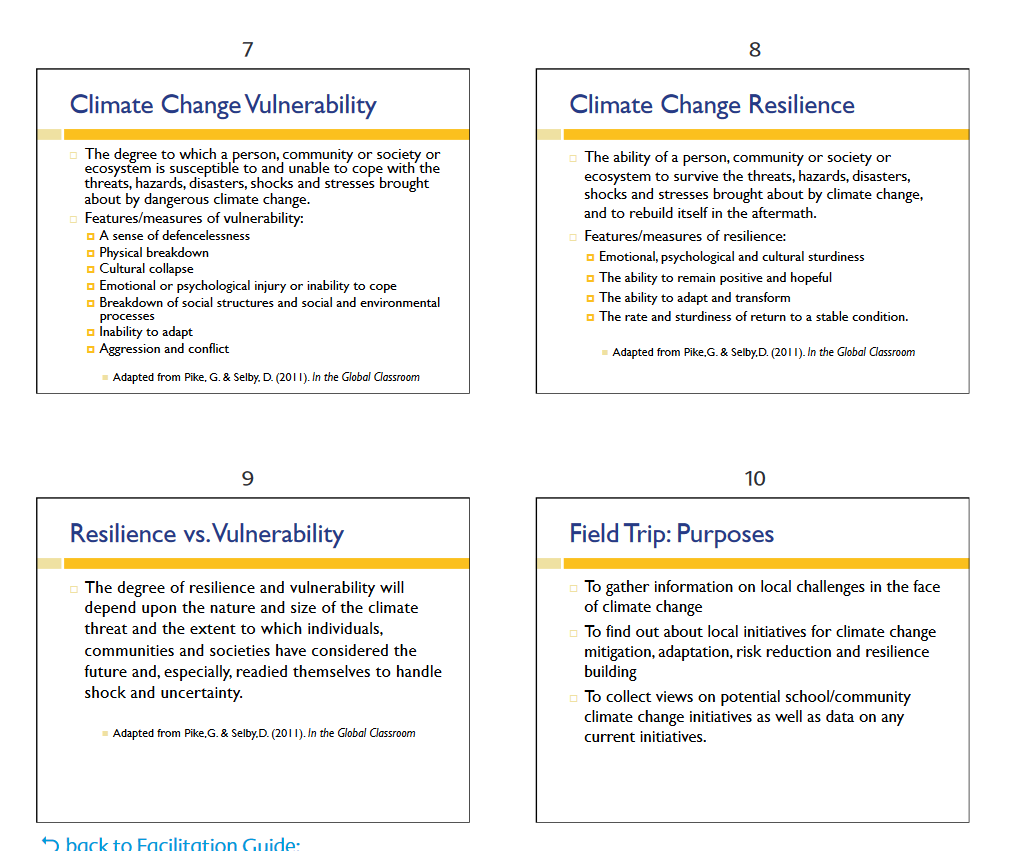 7
Climate Change Vulnerability
The degree to which a person, community or society or
ecosystem is susceptible to and unable to cope with the
threats, hazards, disasters, shocks and stresses brought
about by dangerous climate change.
Features/measures of vulnerability:
A sense of defencelessness
Physical breakdown
Cultural collapse
Emotional or psychological injury or inability to cope
Breakdown of social structures and social and environmental
processes
Inability to adapt
Aggression and conflict
Adapted from Pike, G. & Selby, D. (2011). In the Global Classroom
8
Climate Change Resilience
The ability of a person, community or society or
ecosystem to survive the threats, hazards, disasters,
shocks and stresses brought about by climate change,
and to rebuild itself in the aftermath.
Features/measures of resilience:
Emotional, psychological and cultural sturdiness
The ability to remain positive and hopeful
The ability to adapt and transform
The rate and sturdiness of return to a stable condition.
Adapted from Pike,G. & Selby,D. (2011). In the Global Classroom
9
Resilience vs. Vulnerability
The degree of resilience and vulnerability will
depend upon the nature and size of the climate
threat and the extent to which individuals,
communities and societies have considered the
future and, especially, readied themselves to handle
shock and uncertainty.
Adapted from Pike,G. & Selby,D. (2011). In the Global Classroom
10
Field Trip: Purposes
To gather information on local challenges in the face
of climate change
To find out about local initiatives for climate change
mitigation, adaptation, risk reduction and resilience
building
To collect views on potential school/community
climate change initiatives as well as data on any
current initiatives.
back to Facilitation Guide: